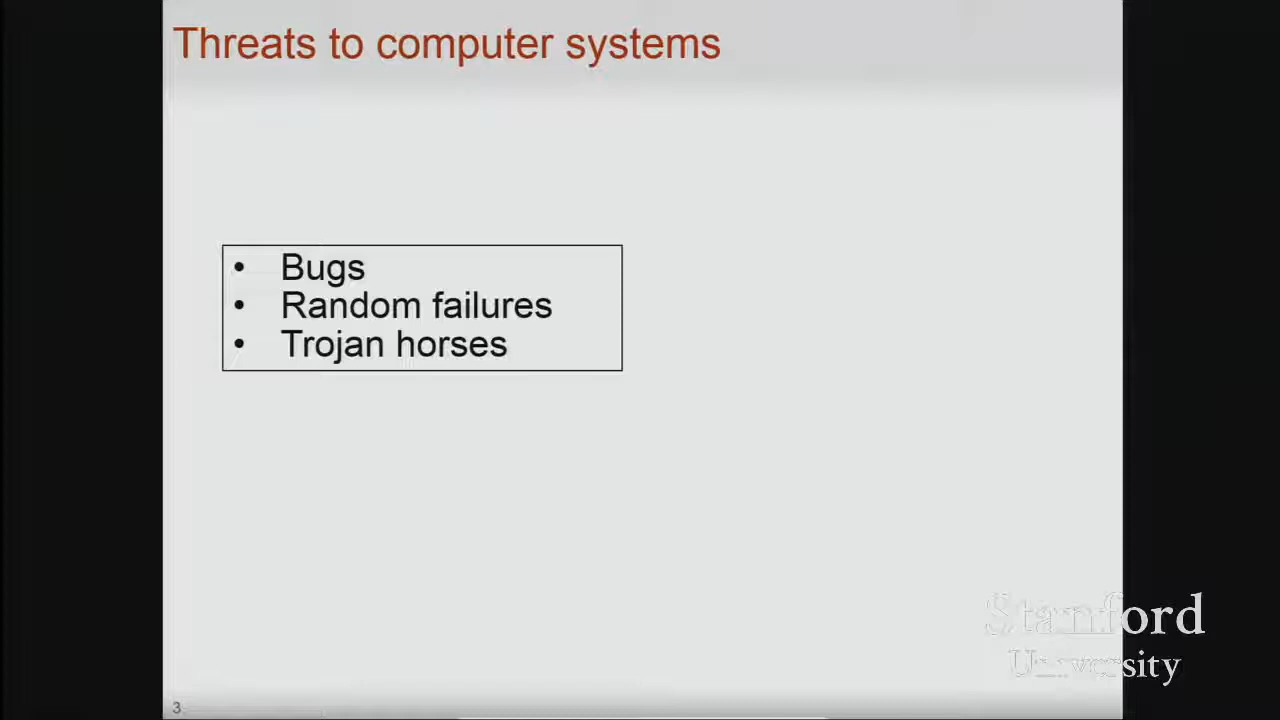 Threats to computer systems
• Bugs
• Random failures
• Trojan horses
Stanford
University
3